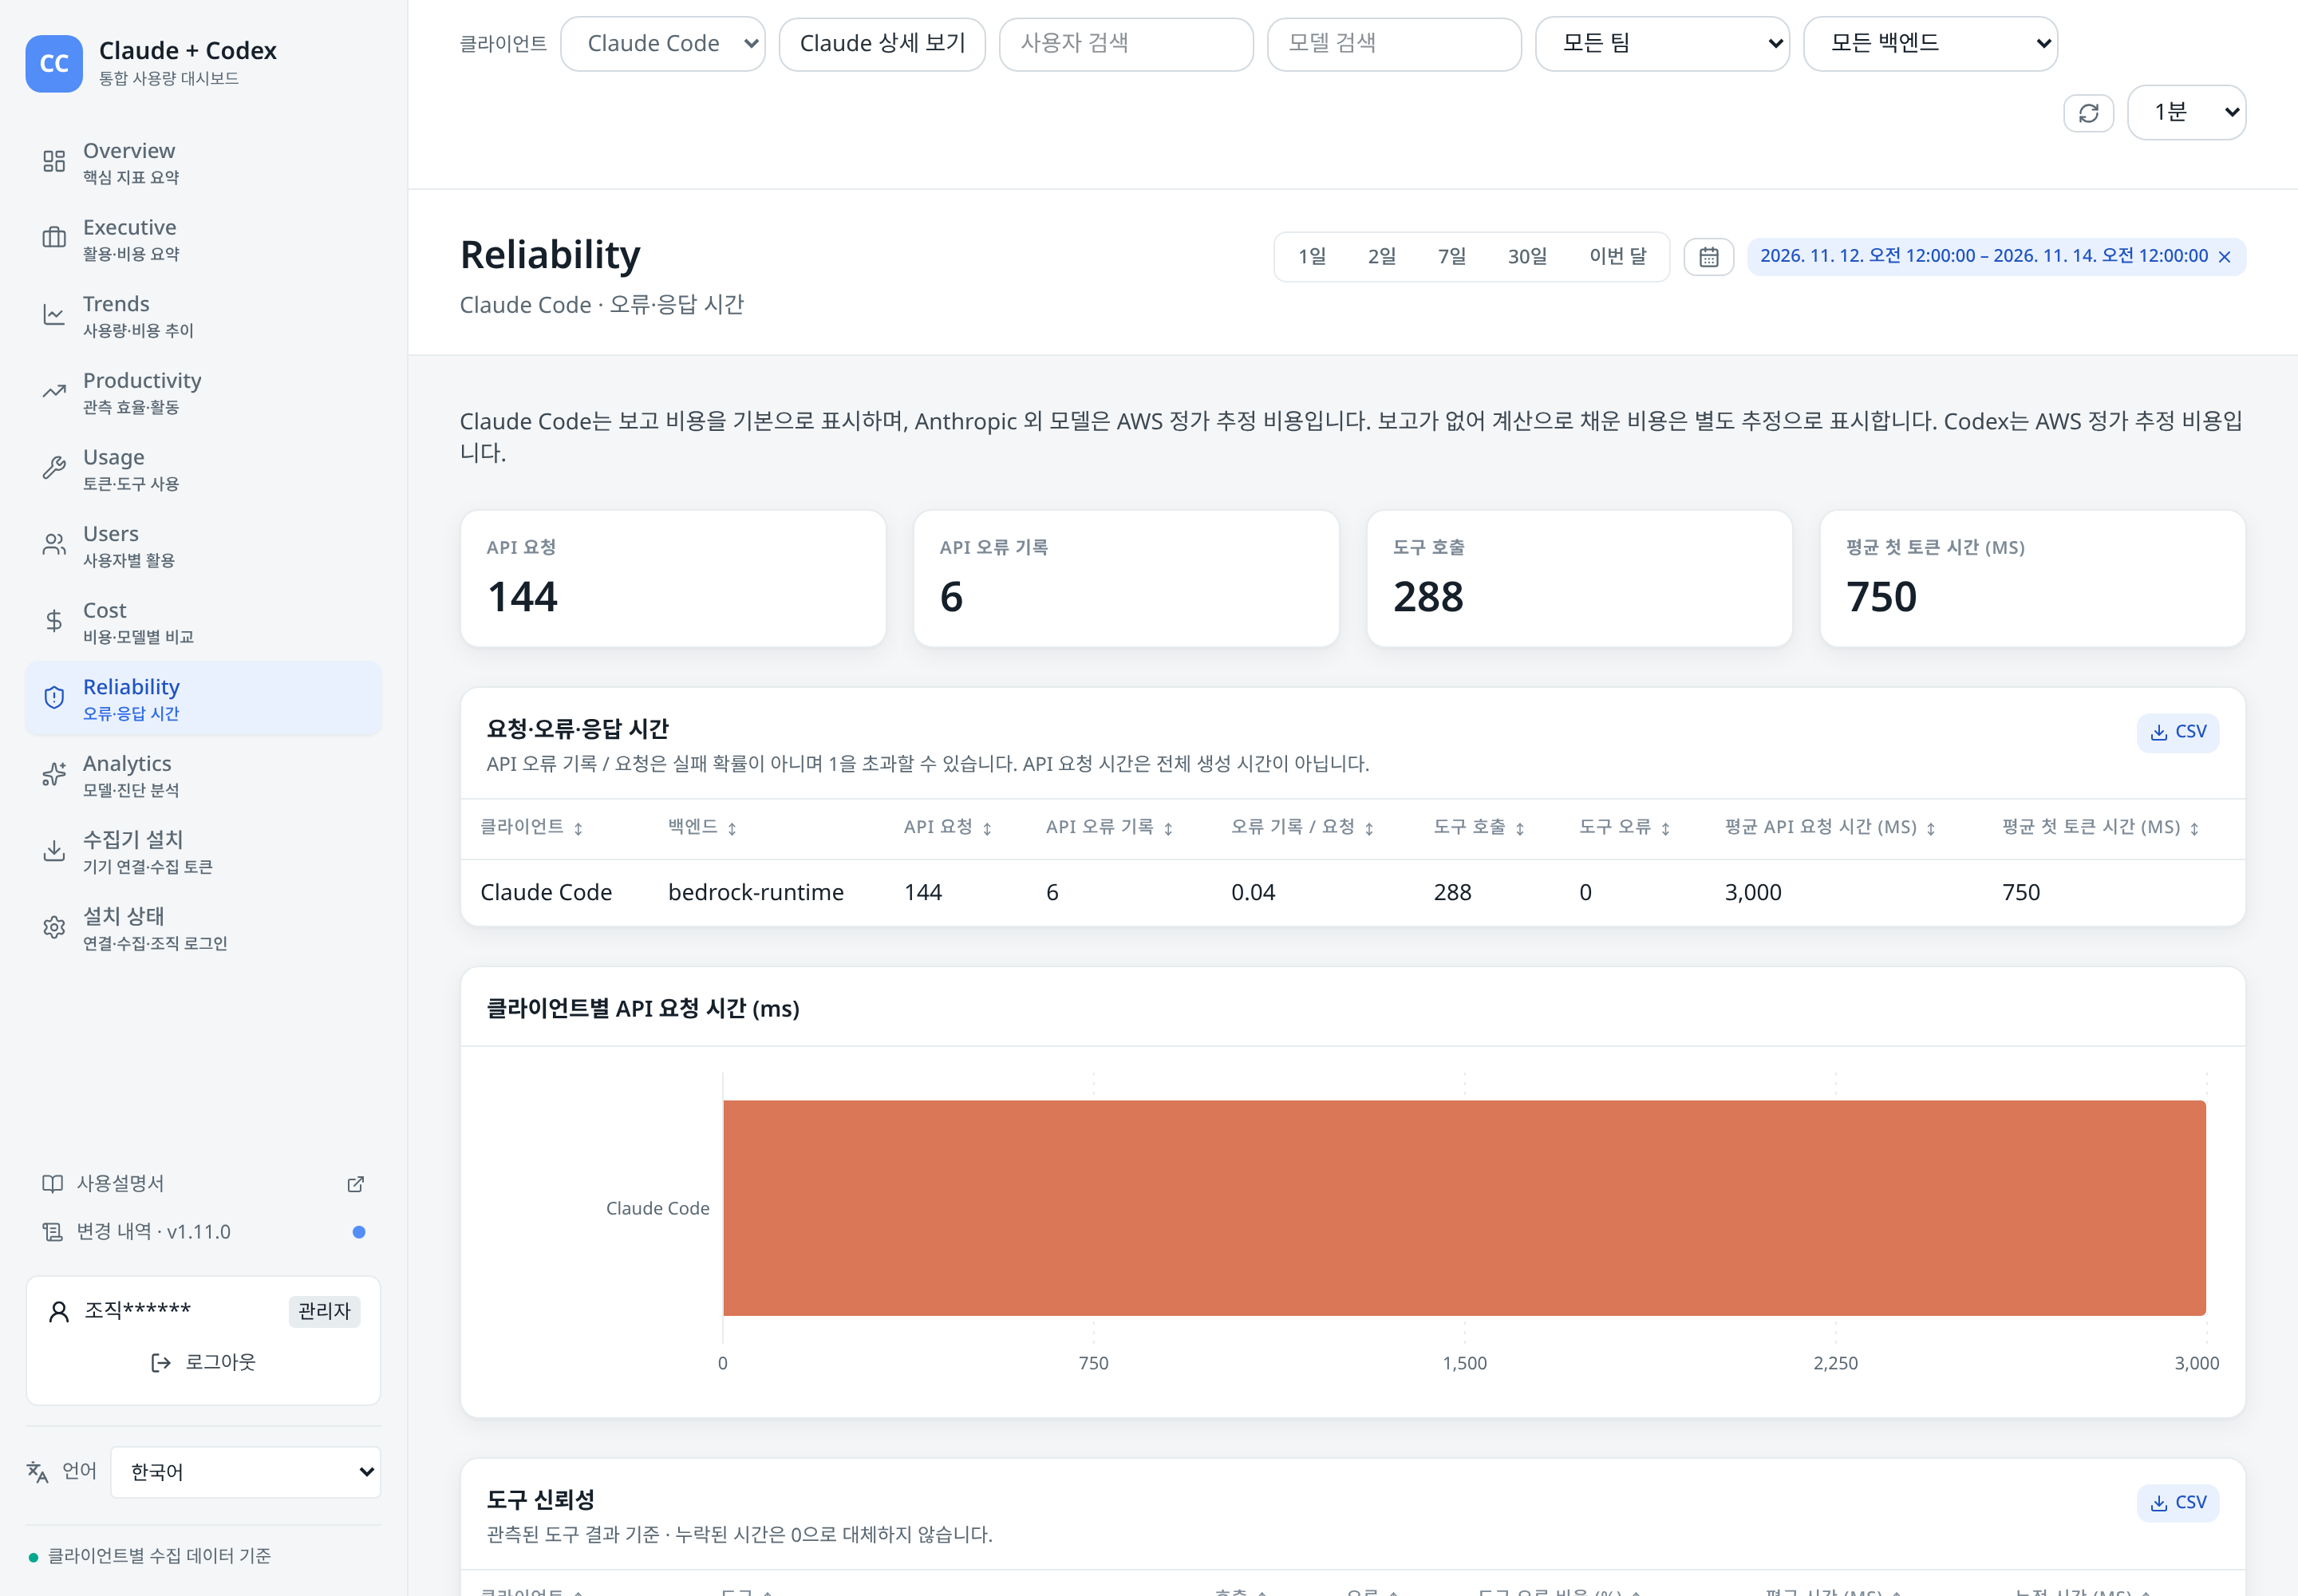 CC
Claude + Codex
통합 사용량 대시보드
Overview
핵심 지표 요약
Executive
활용·비용 요약
Trends
사용량·비용 추이
Productivity
관측 효율·활동
Usage
토큰·도구 사용
Users
사용자별 활용
Cost
비용·모델별 비교
Reliability
오류·응답 시간
Analytics
모델·진단 분석
수집기 설치
기기 연결·수집 토큰
설치 상태
연결·수집·조직 로그인
사용설명서
변경 내역 · v1.11.0
조직****** 관리자
로그아웃
언어 한국어
클라이언트별 수집 데이터 기준
클라이언트 Claude Code Claude 상세 보기 사용자 검색 모델 검색 모든 팀 모든 백엔드
1분
Reliability
Claude Code · 오류·응답 시간
1일 2일 7일 30일 이번 달 2026. 11. 12. 오전 12:00:00 – 2026. 11. 14. 오전 12:00:00
Claude Code는 보고 비용을 기본으로 표시하며, Anthropic 외 모델은 AWS 정가 추정 비용입니다. 보고가 없어 계산으로 채운 비용은 별도 추정으로 표시합니다. Codex는 AWS 정가 추정 비용입
니다.
API 요청
144
API 오류 기록
6
도구 호출
288
평균 첫 토큰 시간 (MS)
750
요청·오류·응답 시간
CSV
API 오류 기록 / 요청은 실패 확률이 아니며 1을 초과할 수 있습니다. API 요청 시간은 전체 생성 시간이 아닙니다.
클라이언트 백엔드 API 요청 API 오류 기록 오류 기록 / 요청 도구 호출 도구 오류 평균 API 요청 시간 (MS) 평균 첫 토큰 시간 (MS)
Claude Code bedrock-runtime 144 6 0.04 288 0 3,000 750
클라이언트별 API 요청 시간 (ms)
Claude Code
0 750 1,500 2,250 3,000
도구 신뢰성
CSV
관측된 도구 결과 기준 · 누락된 시간은 0으로 대체하지 않습니다.